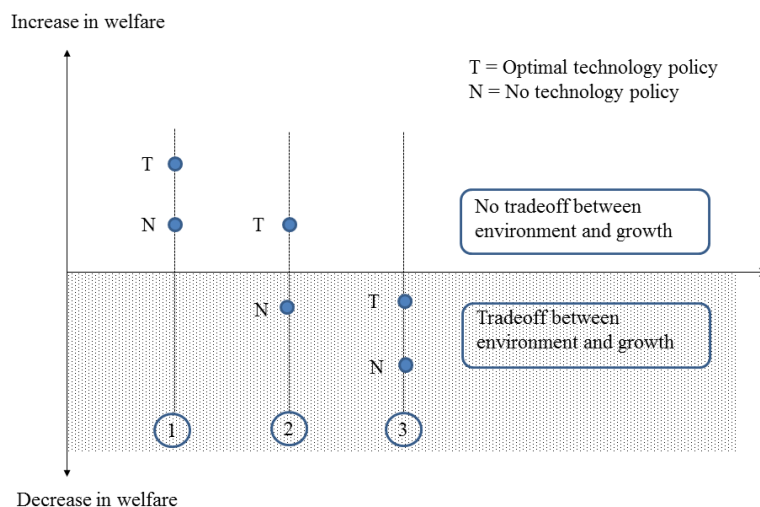 Increase in welfare
T = Optimal technology policy
N = No technology policy
T
N
T
No tradeoff between
environment and growth
N
T
Tradeoff between
environment and growth
N
1
2
3
Decrease in welfare